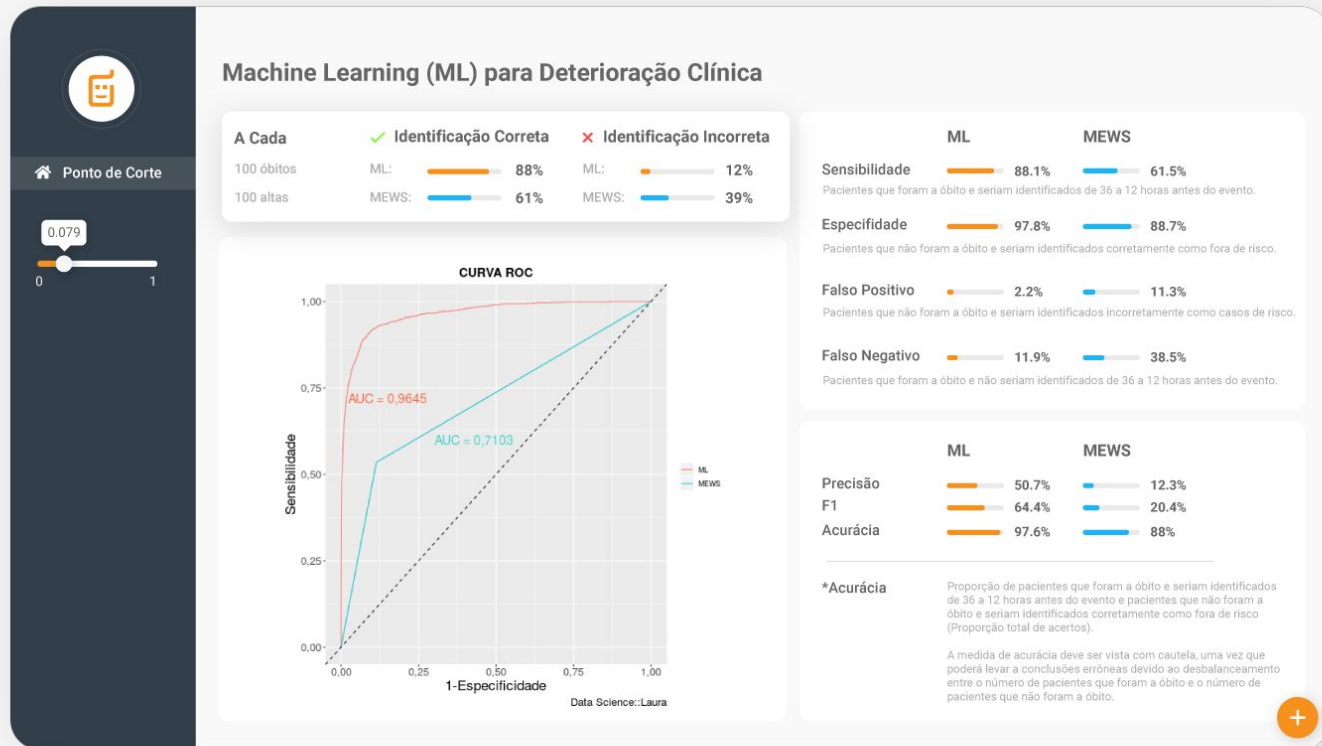 Machine Learning (ML) para Deterioração Clínica
Ponto de Corte
0.079
0 1
A Cada
Identificação Correta
Identificação Incorreta
100 óbitos
ML: 88%
ML: 12%
100 altas
MEWS: 61%
MEWS: 39%
CURVA ROC
1,00
0,75
0,50
0,25
0,00
Sensibilidade
AUC = 0,9645
AUC = 0,7103
0,00 0,25 0,50 0,75 1,00
1-Especificidade
Data Science::Laura
ML
MEWS
ML MEWS
Sensibilidade 88.1% 61.5%
Pacientes que foram a óbito e seriam identificados de 36 a 12 horas antes do evento.
Especifidade 97.8% 88.7%
Pacientes que não foram a óbito e seriam identificados corretamente como fora de risco.
Falso Positivo 2.2% 11.3%
Pacientes que não foram a óbito e seriam identificados incorretamente como casos de risco.
Falso Negativo 11.9% 38.5%
Pacientes que foram a óbito e não seriam identificados de 36 a 12 horas antes do evento.
ML MEWS
Precisão 50.7% 12.3%
F1 64.4% 20.4%
Acurácia 97.6% 88%
*Acurácia
Proporção de pacientes que foram a óbito e seriam identificados
de 36 a 12 horas antes do evento e pacientes que não foram a
óbito e seriam identificados corretamente como fora de risco
(Proporção total de acertos).
A medida de acurácia deve ser vista com cautela, uma vez que
poderá levar a conclusões errôneas devido ao desbalanceamento
entre o número de pacientes que foram a óbito e o número de
pacientes que não foram a óbito.
+